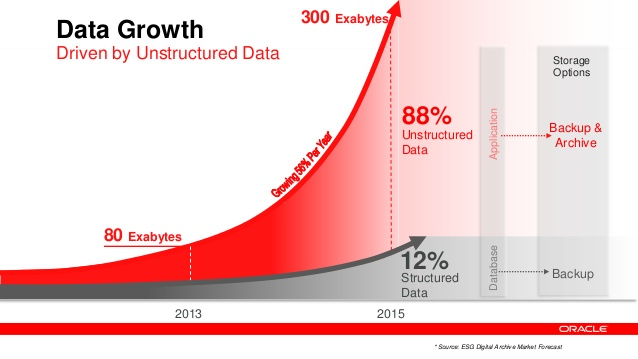 Data Growth
Driven by Unstructured Data
300 Exabytes
Storage
Options
88%
Unstructured
Data
Application
Backup &
Archive
Growing 56% Per Year
80 Exabytes
12%
Structured
Data
Database
Backup
2013
2015
ORACLE
* Source: ESG Digital Archive Market Forecast